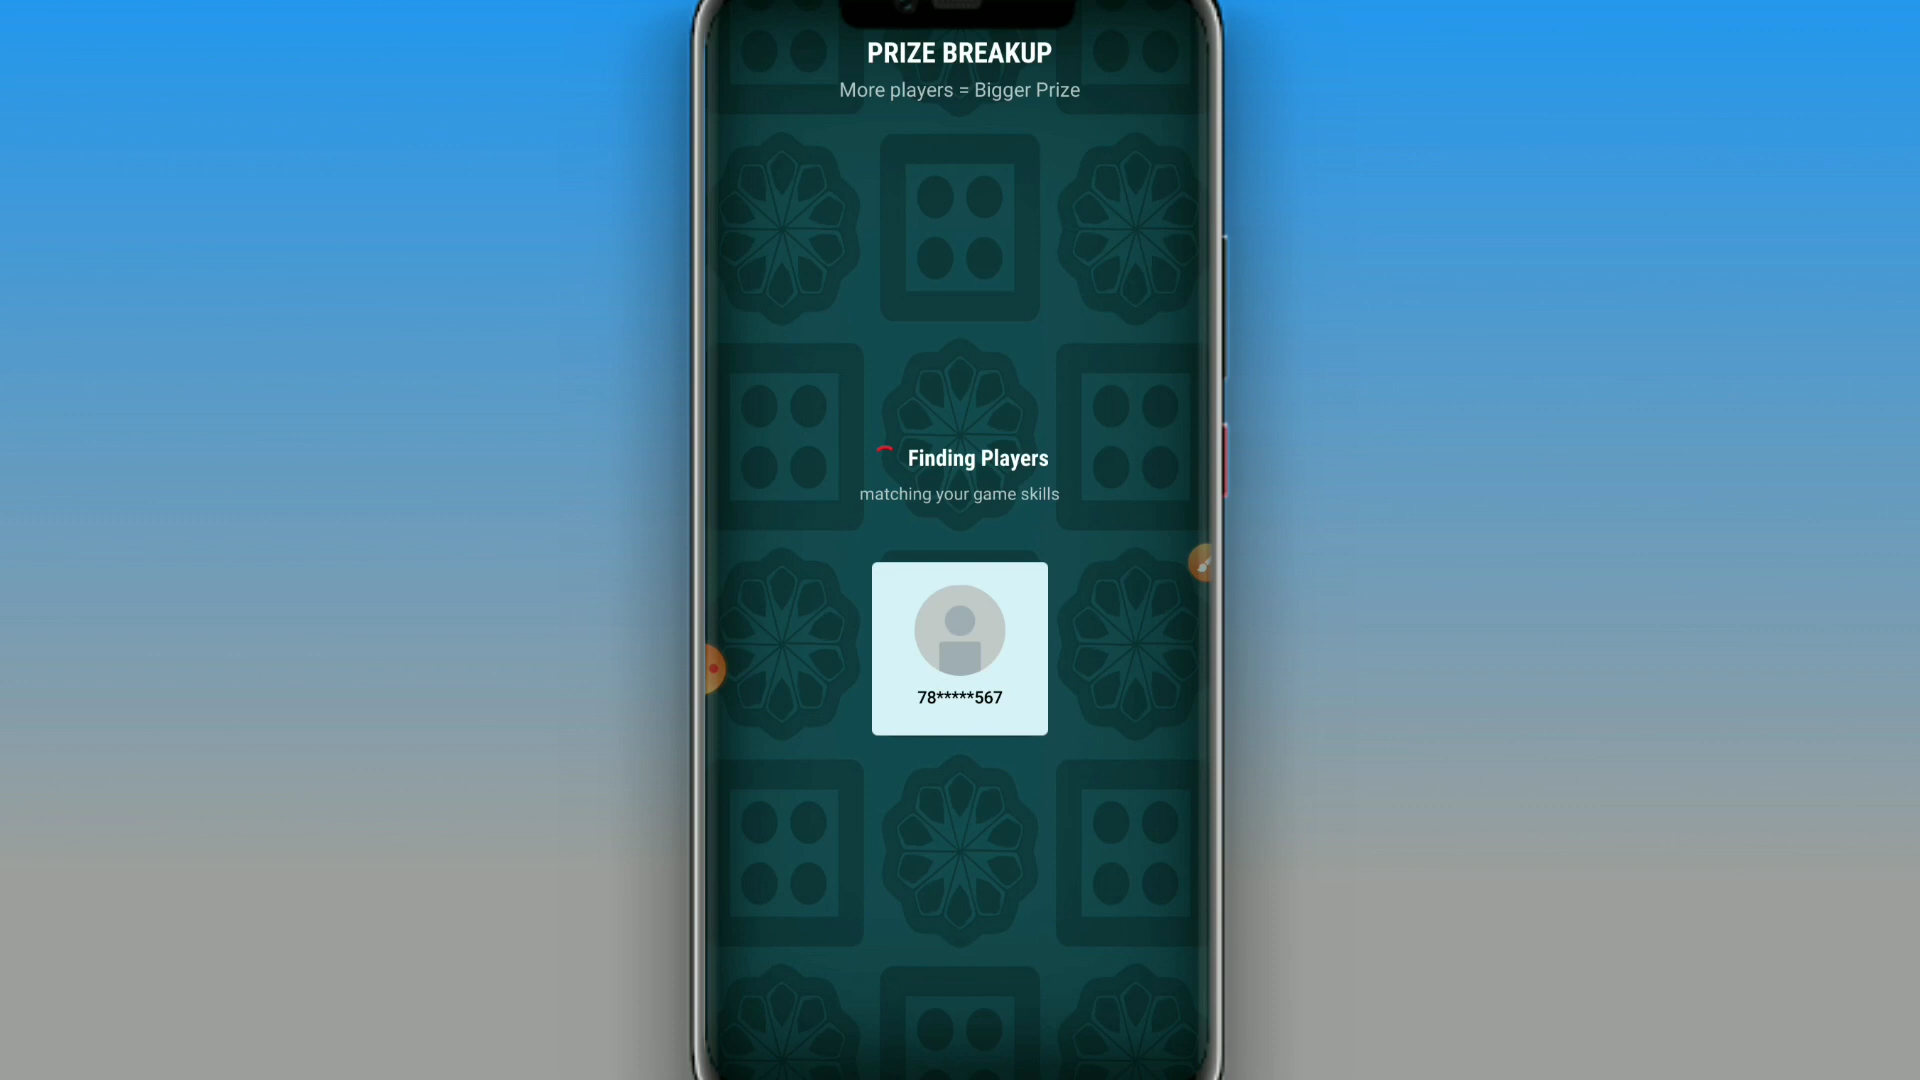 PRIZE BREAKUP
More players = Bigger Prize
Finding Players
matching your game skills
78*****567